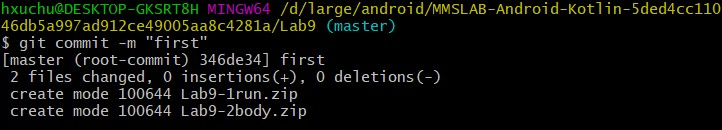 hxuchu@DESKTOP-GKSRT8H MINGW64 /d/large/android/MMSLAB-Android-Kotlin-5ded4cc110
46db5a997ad912ce49005aa8c4281a/Lab9 (master)
$ git commit -m "first"
[master (root-commit) 346de34] first
 2 files changed, 0 insertions(+), 0 deletions(-)
 create mode 100644 Lab9-1run.zip
 create mode 100644 Lab9-2body.zip